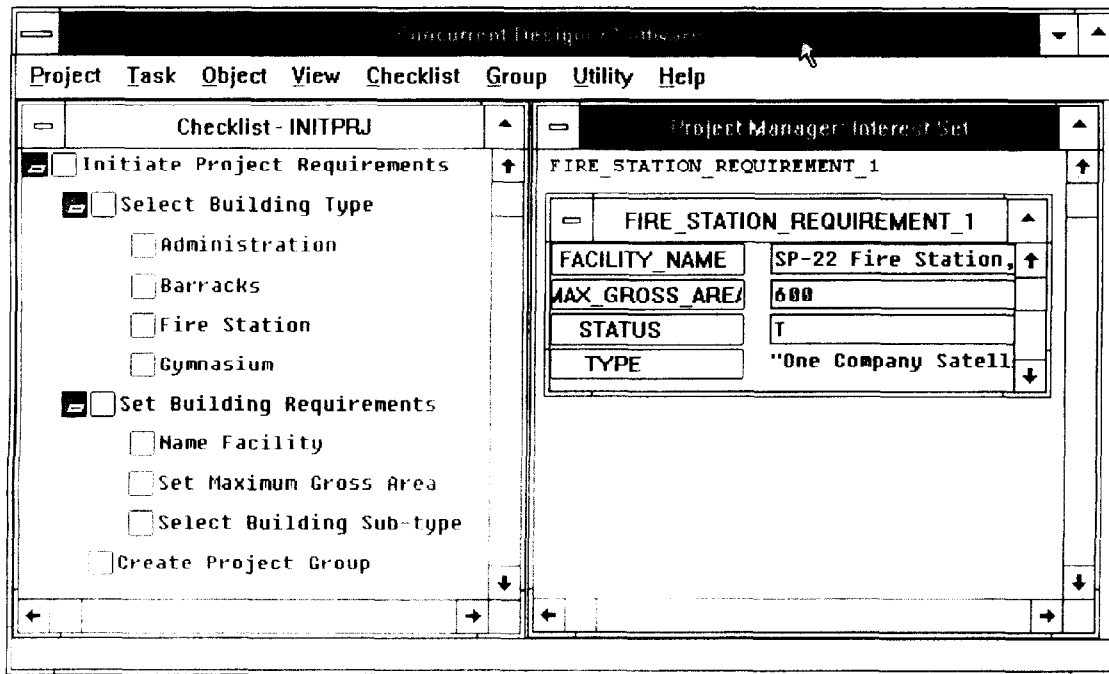 Concurrent Designer Software
Project Task Object View Checklist Group Utility Help
Checklist - INITPRJ
Initiate Project Requirements
Select Building Type
Administration
Barracks
Fire Station
Gymnasium
Set Building Requirements
Name Facility
Set Maximum Gross Area
Select Building Sub-type
Create Project Group
Project Manager: Interest Set
FIRE_STATION_REQUIREMENT_1
FIRE_STATION_REQUIREMENT_1
FACILITY_NAME SP-22 Fire Station,
MAX_GROSS_AREA 600
STATUS T
TYPE "One Company Satell